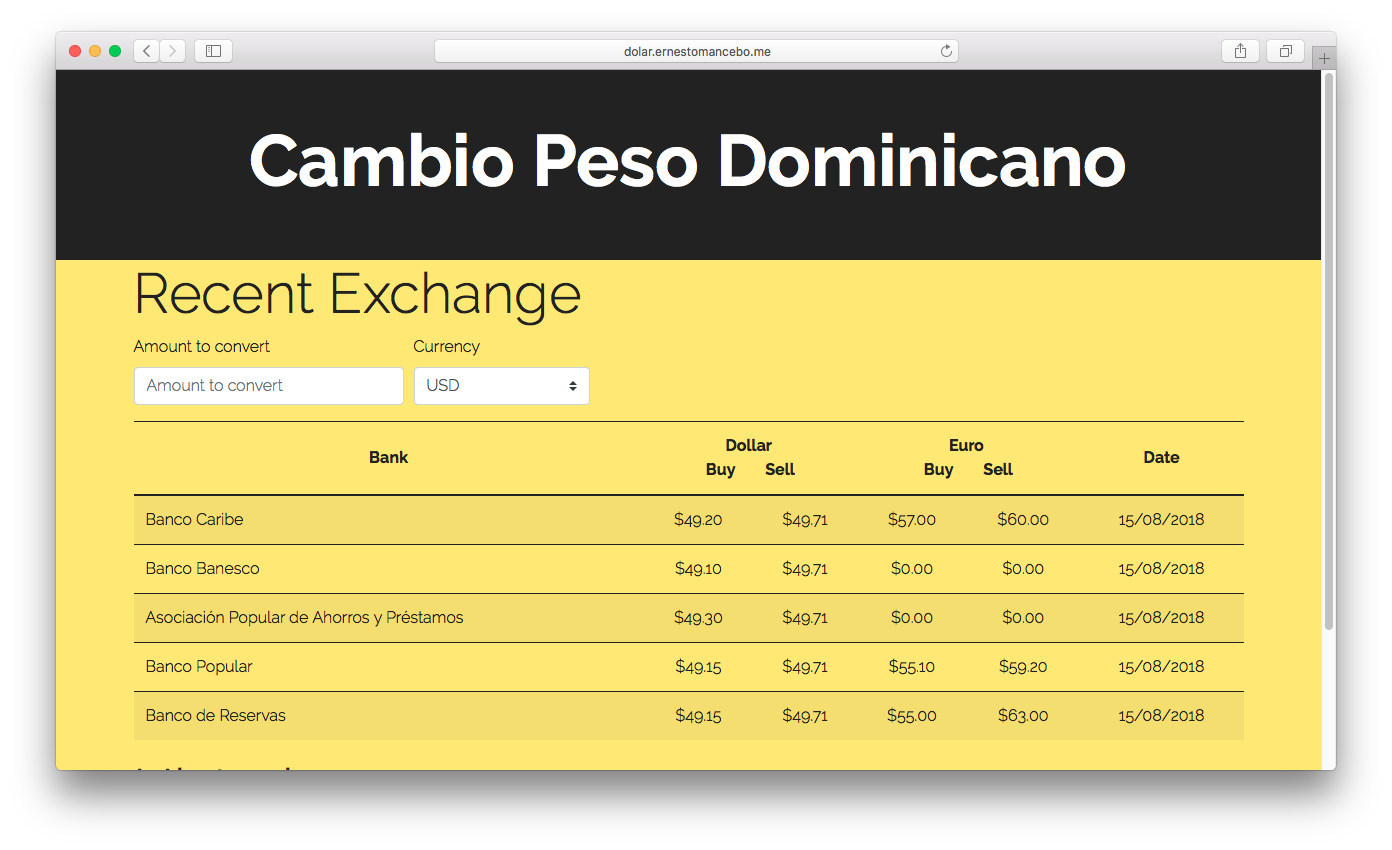 dolar.ernestomancebo.me
Cambio Peso Dominicano
Recent Exchange
Amount to convert Currency
Amount to convert USD
Bank Dollar Buy Sell Euro Buy Sell Date
Banco Caribe $49.20 $49.71 $57.00 $60.00 15/08/2018
Banco Banesco $49.10 $49.71 $0.00 $0.00 15/08/2018
Asociación Popular de Ahorros y Préstamos $49.30 $49.71 $0.00 $0.00 15/08/2018
Banco Popular $49.15 $49.71 $55.10 $59.20 15/08/2018
Banco de Reservas $49.15 $49.71 $55.00 $63.00 15/08/2018